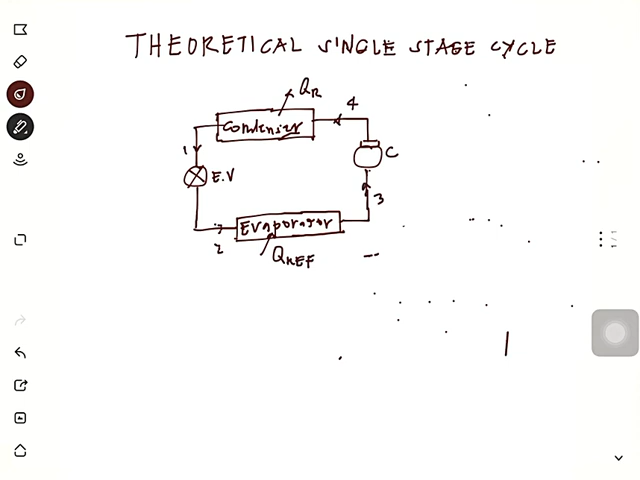 THEORETICAL SINGLE STAGE CYCLE
QR
4
Condenser
1
C
E.V
3
Evaporator
2
QREF